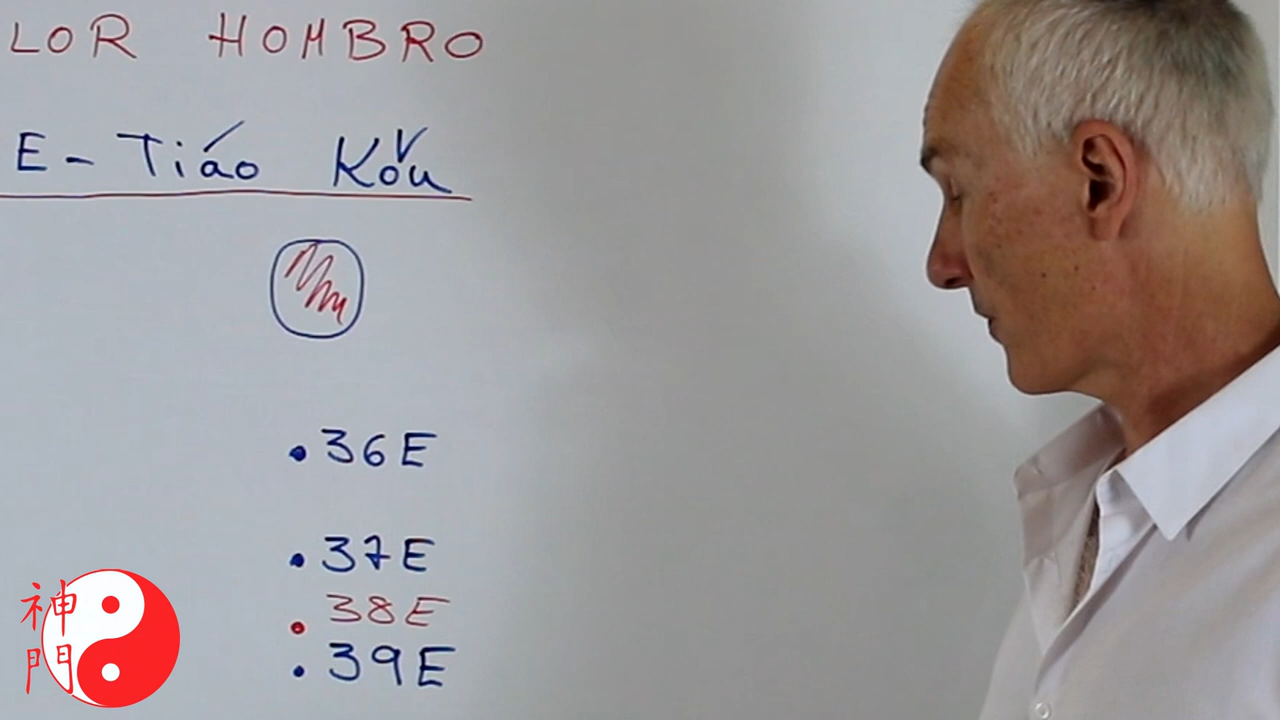 LOR HOMBRO
E - Tiáo Kǒu
• 36E
• 37E
• 38E
• 39E
神
門